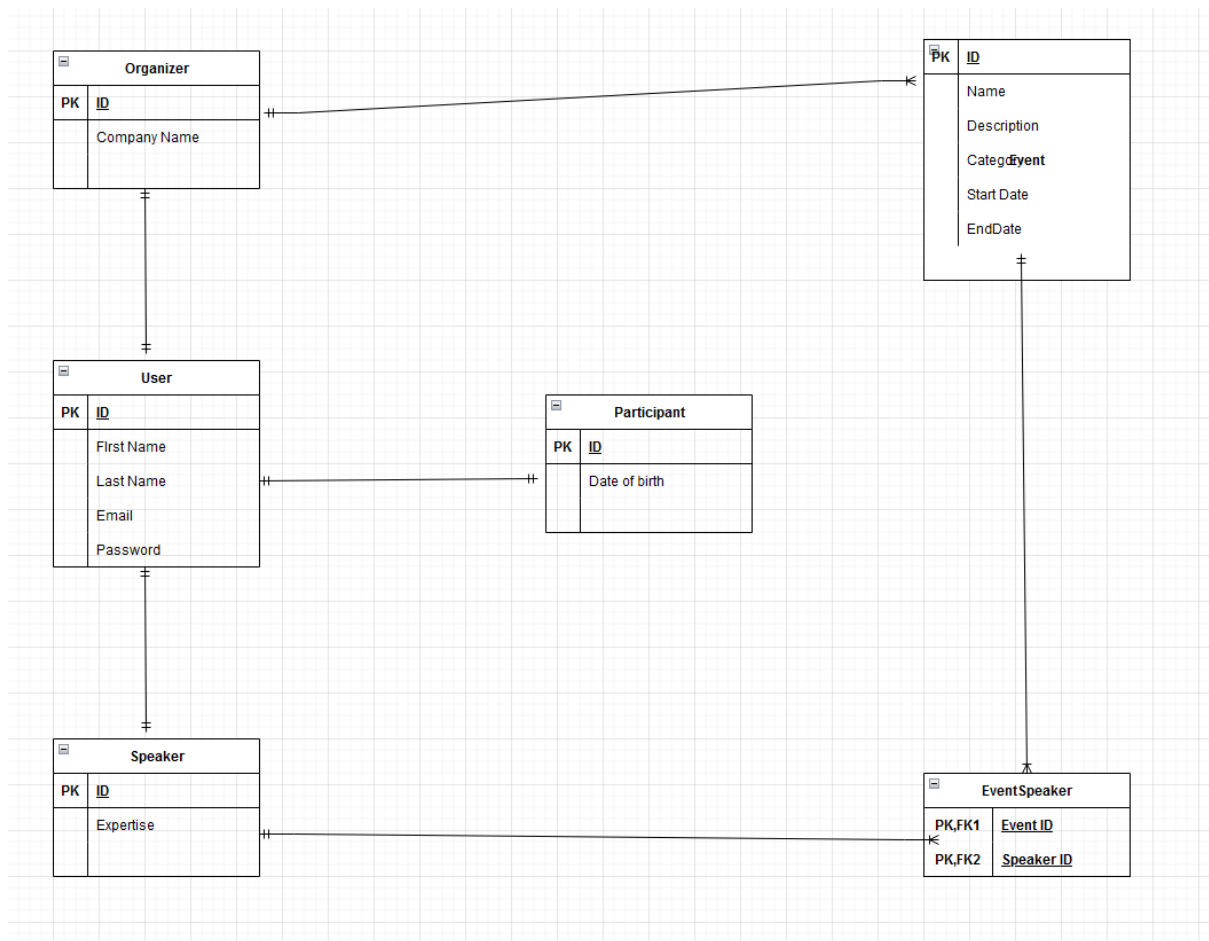 Organizer
PK ID
Company Name
PK ID
Name
Description
Category
Event
Start Date
EndDate
User
PK ID
FIrst Name
Last Name
Email
Password
Participant
PK ID
Date of birth
Speaker
PK ID
Expertise
EventSpeaker
PK,FK1 Event ID
PK,FK2 Speaker ID